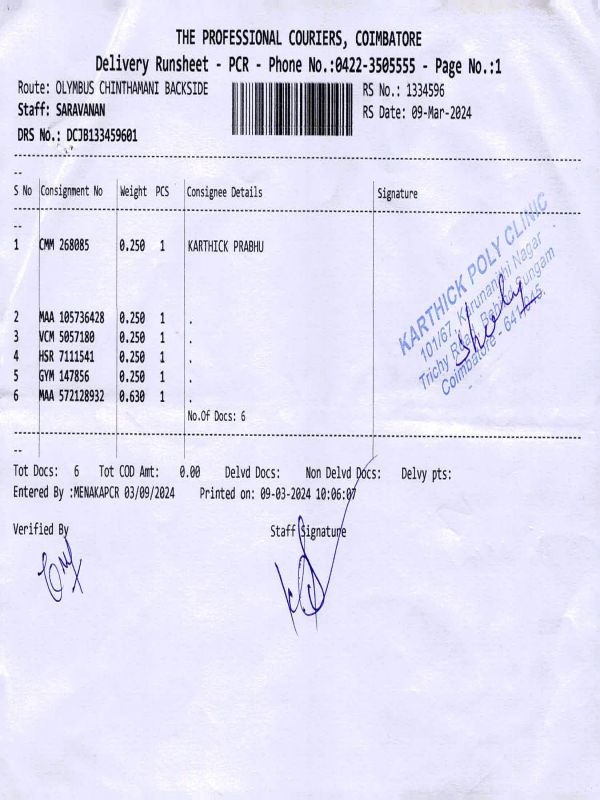 THE PROFESSIONAL COURIERS, COIMBATORE
Delivery Runsheet - PCR - Phone No.:0422-3505555 - Page No.:1
Route: OLYMBUS CHINTHAMANI BACKSIDE RS No.: 1334596
Staff: SARAVANAN RS Date: 09-Mar-2024
DRS No.: DCJB133459601
S No Consignment No Weight PCS Consignee Details Signature
1 CMM 268085 0.250 1 KARTHICK PRABHU
KARTHICK POLY CLINIC
101/67, Karunanithi Nagar
Trichy Road, Sungam
Coimbatore - 641045.
2 MAA 105736428 0.250 1 .
3 VCM 5057180 0.250 1 .
4 HSR 7111541 0.250 1 .
5 GYM 147856 0.250 1 .
6 MAA 572128932 0.630 1 .
No.Of Docs: 6
Tot Docs: 6 Tot COD Amt: 0.00 Delvd Docs: Non Delvd Docs: Delvy pts:
Entered By :MENAKAPCR 03/09/2024 Printed on: 09-03-2024 10:06:07
Verified By Staff Signature